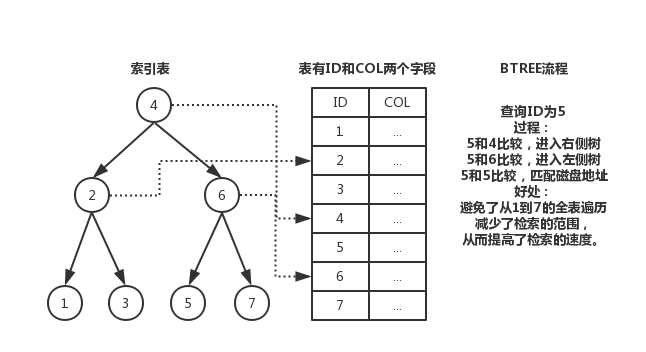 索引表
表有ID和COL两个字段
BTREE流程
4
2
6
1
3
5
7
ID COL
1 ...
2 ...
3 ...
4 ...
5 ...
6 ...
7 ...
查询ID为5
过程：
5和4比较，进入右侧树
5和6比较，进入左侧树
5和5比较，匹配磁盘地址
好处：
避免了从1到7的全表遍历
减少了检索的范围，
从而提高了检索的速度。